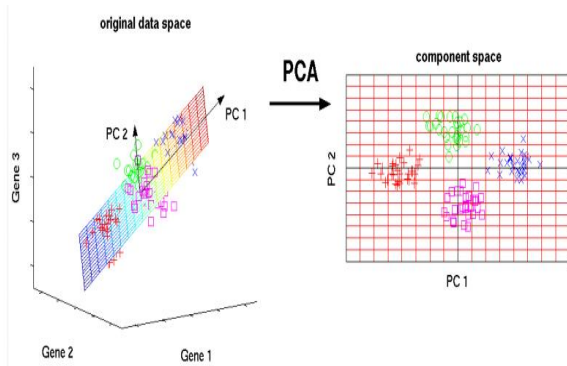 original data space
component space
PCA
PC 1
PC 2
Gene 3
PC 2
PC 1
Gene 2
Gene 1